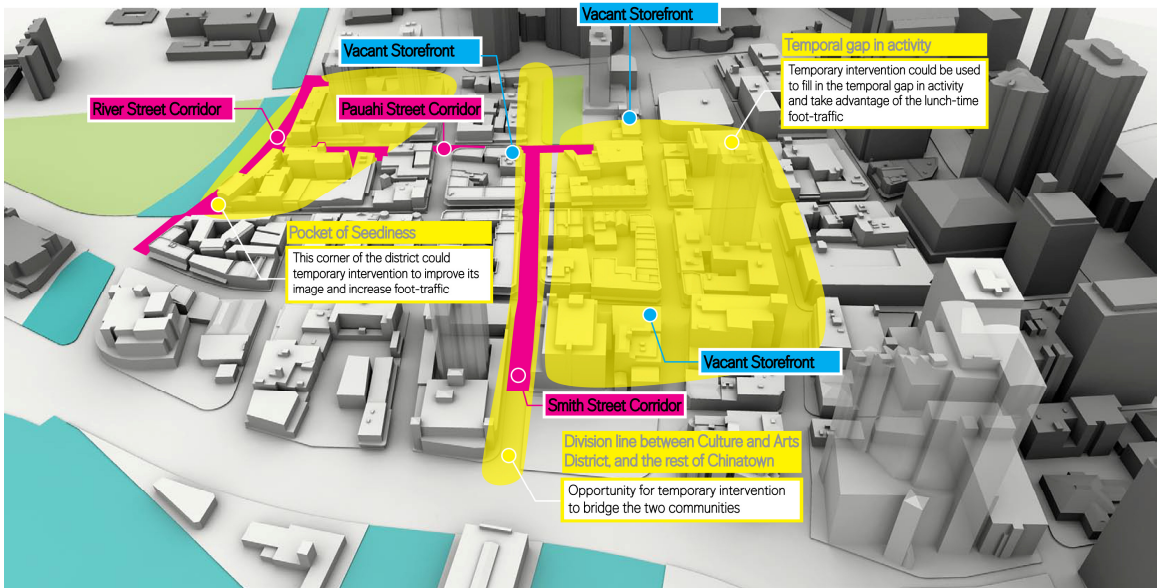 Vacant Storefront
Vacant Storefront
Temporal gap in activity
Temporary intervention could be used
to fill in the temporal gap in activity
and take advantage of the lunch-time
foot-traffic
River Street Corridor
Pauahi Street Corridor
Pocket of Seediness
This corner of the district could
temporary intervention to improve its
image and increase foot-traffic
Vacant Storefront
Smith Street Corridor
Division line between Culture and Arts
District, and the rest of Chinatown
Opportunity for temporary intervention
to bridge the two communities